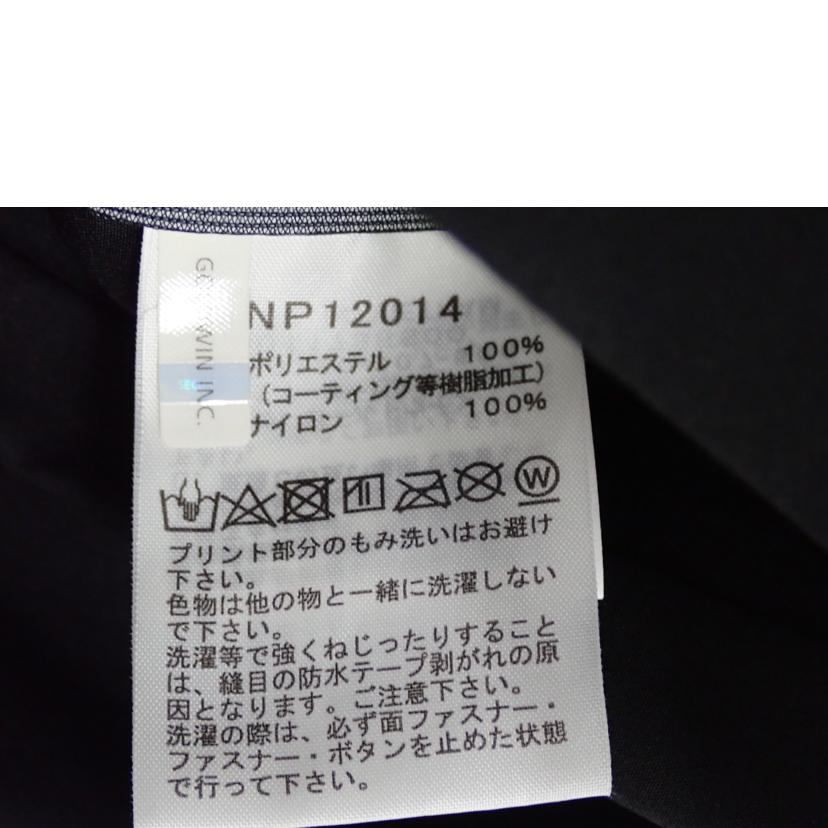 GOLDWIN INC.
NP12014
ポリエステル 100%
（コーティング等樹脂加工）
ナイロン 100%
W
プリント部分のもみ洗いはお避け
下さい。
色物は他の物と一緒に洗濯しない
で下さい。
洗濯等で強くねじったりすること
は、縫目の防水テープ剥がれの原
因となります。ご注意下さい。
洗濯の際は、必ず面ファスナー・
ファスナー・ボタンを止めた状態
で行って下さい。